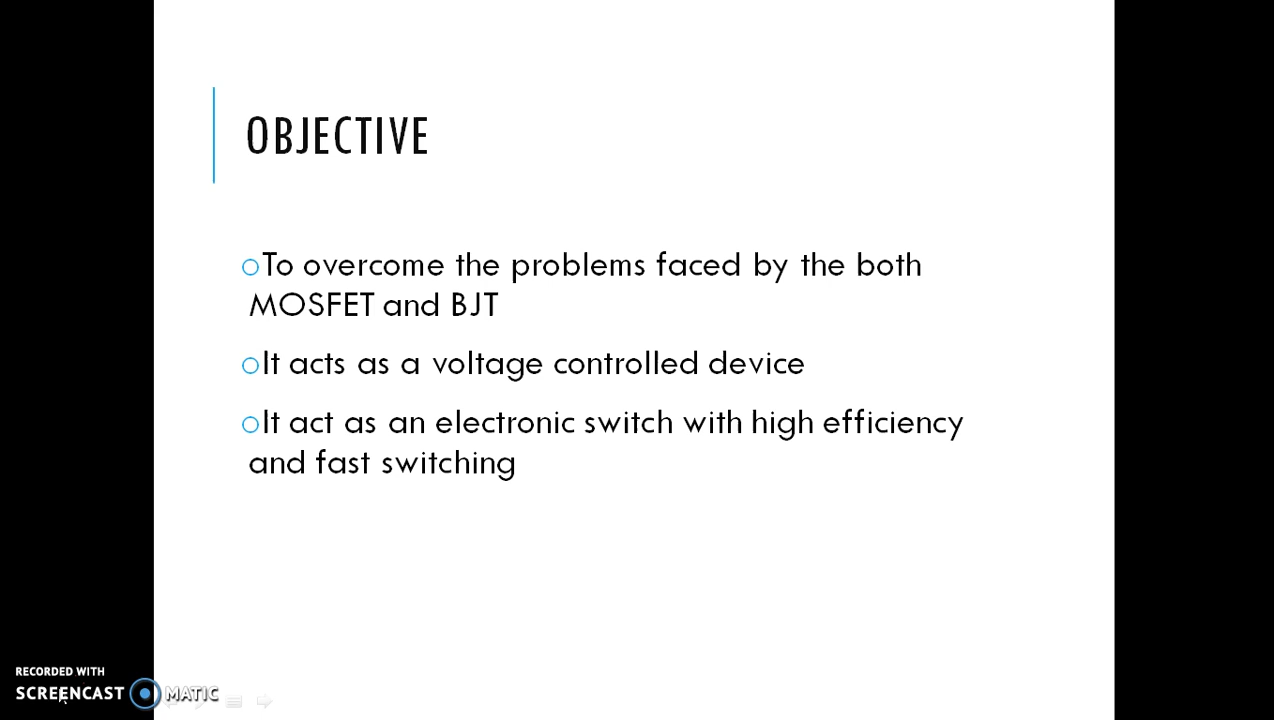 OBJECTIVE
To overcome the problems faced by the both
MOSFET and BJT
It acts as a voltage controlled device
It act as an electronic switch with high efficiency
and fast switching
RECORDED WITH
SCREENCAST MATIC